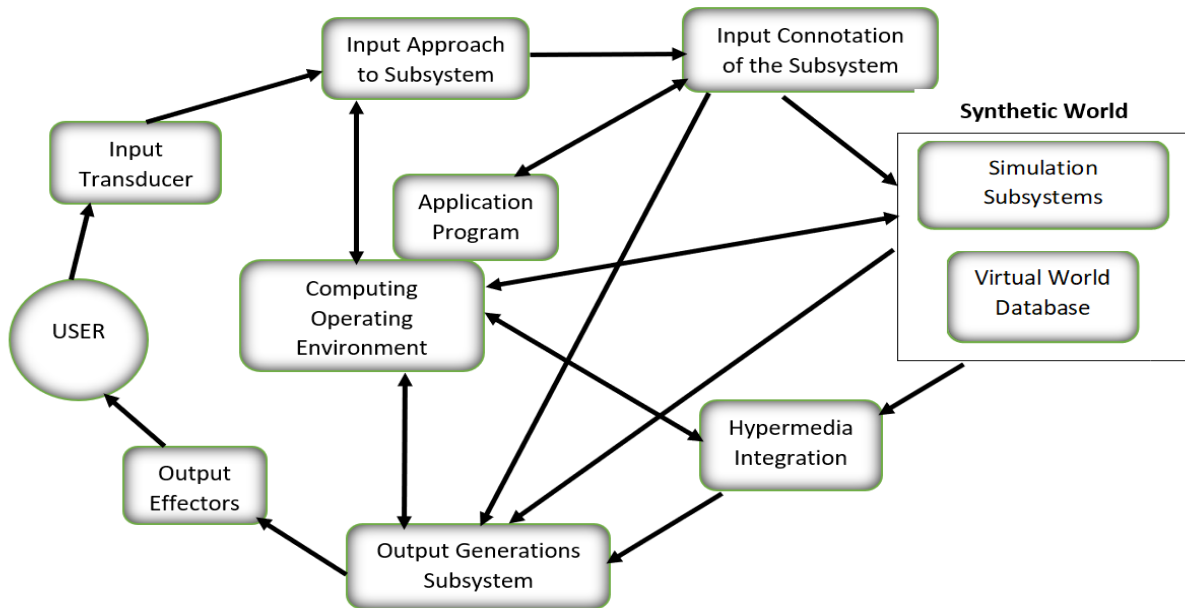 Input Approach
to Subsystem
Input Connotation
of the Subsystem
Synthetic World
Input
Transducer
Simulation
Subsystems
Application
Program
Computing
Operating
Environment
Virtual World
Database
USER
Hypermedia
Integration
Output
Effectors
Output Generations
Subsystem